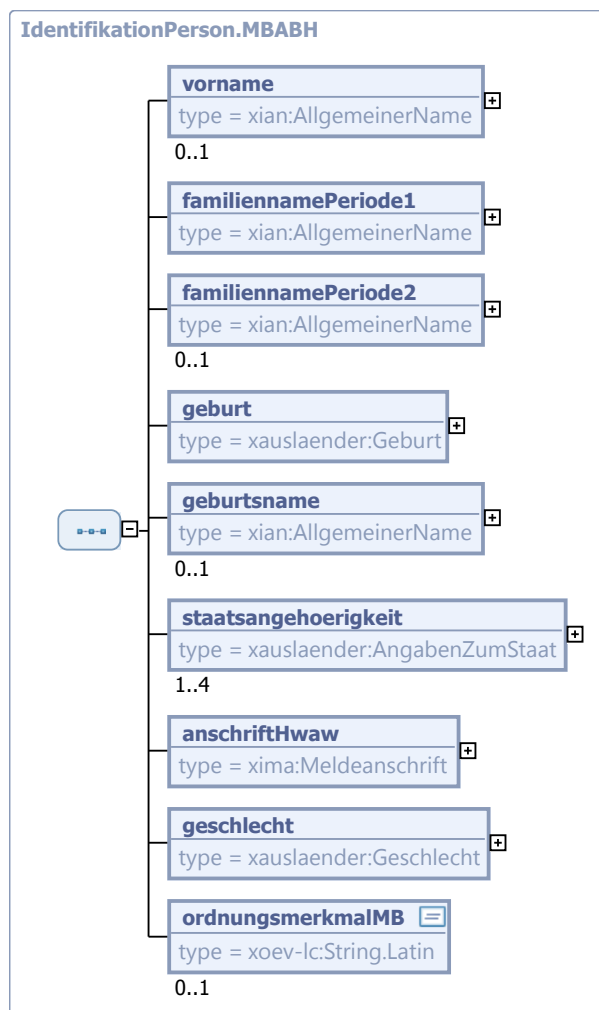 IdentifikationPerson.MBABH
vorname
type = xian:AllgemeinerName
0..1
familiennamePeriode1
type = xian:AllgemeinerName
familiennamePeriode2
type = xian:AllgemeinerName
0..1
geburt
type = xauslaender:Geburt
geburtsname
type = xian:AllgemeinerName
0..1
staatsangehoerigkeit
type = xauslaender:AngabenZumStaat
1..4
anschriftHwaw
type = xima:Meldeanschrift
geschlecht
type = xauslaender:Geschlecht
ordnungsmerkmalMB
type = xoev-lc:String.Latin
0..1